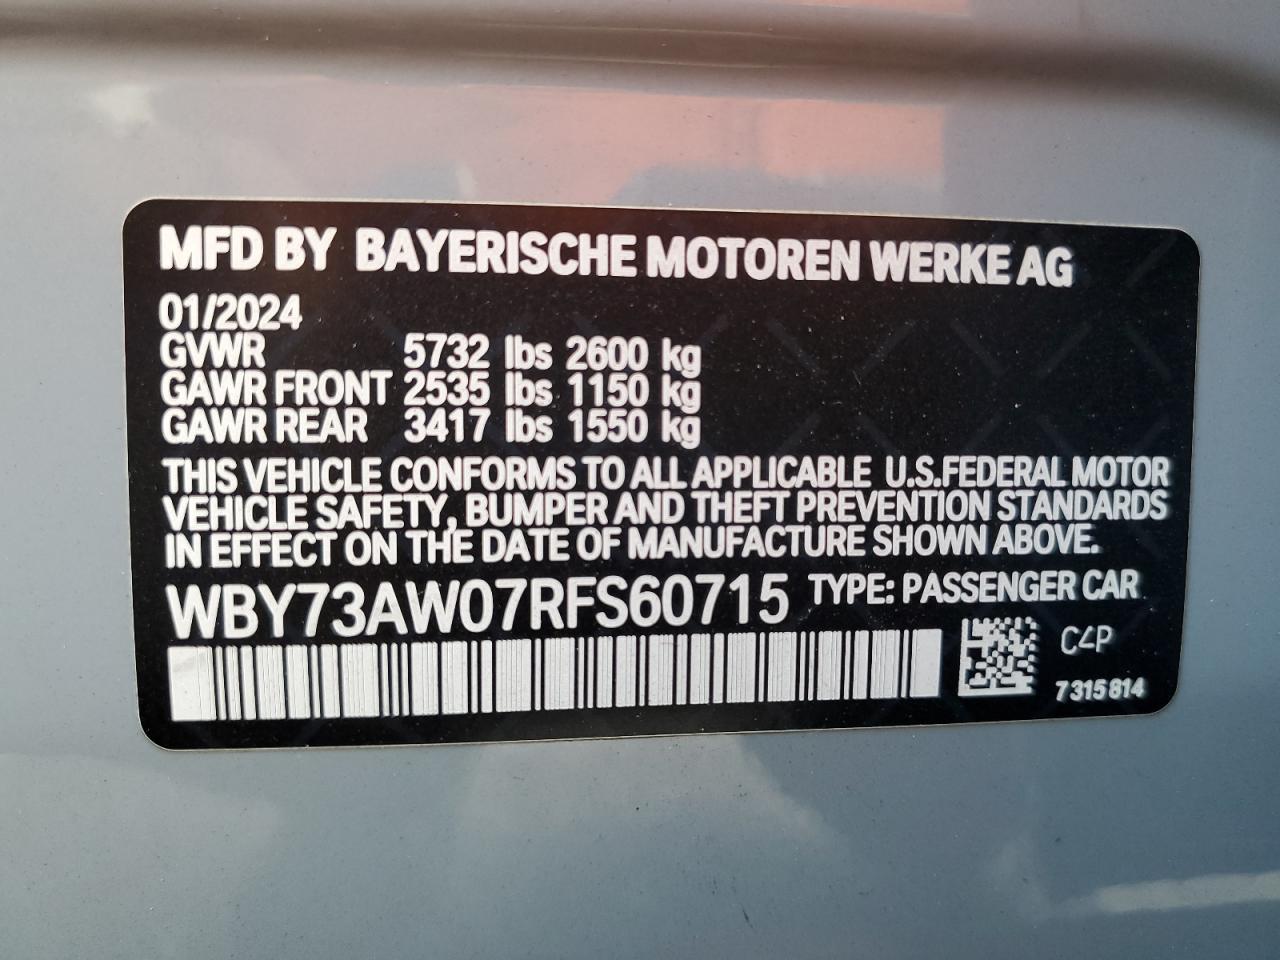 MFD BY BAYERISCHE MOTOREN WERKE AG
01/2024
GVWR 5732 lbs 2600 kg
GAWR FRONT 2535 lbs 1150 kg
GAWR REAR 3417 lbs 1550 kg
THIS VEHICLE CONFORMS TO ALL APPLICABLE U.S.FEDERAL MOTOR
VEHICLE SAFETY, BUMPER AND THEFT PREVENTION STANDARDS
IN EFFECT ON THE DATE OF MANUFACTURE SHOWN ABOVE.
WBY73AW07RFS60715 TYPE: PASSENGER CAR
C4P
7315814